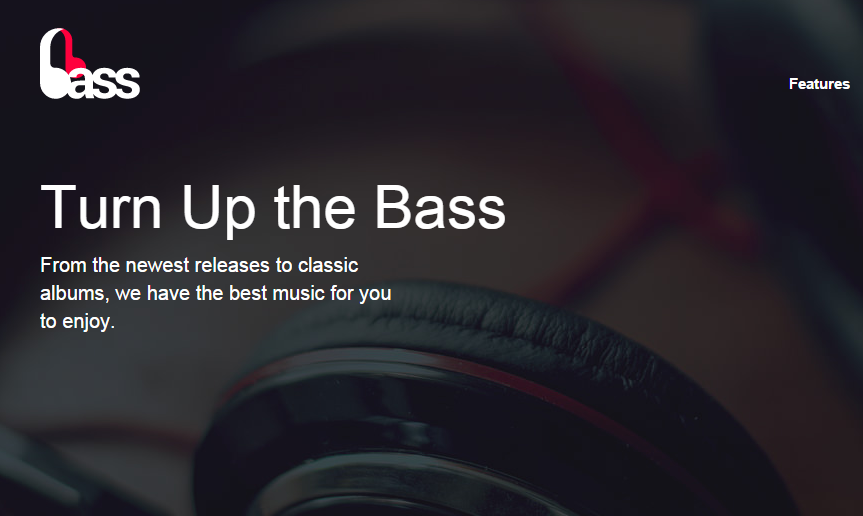 bass
Features
Turn Up the Bass
From the newest releases to classic
albums, we have the best music for you
to enjoy.